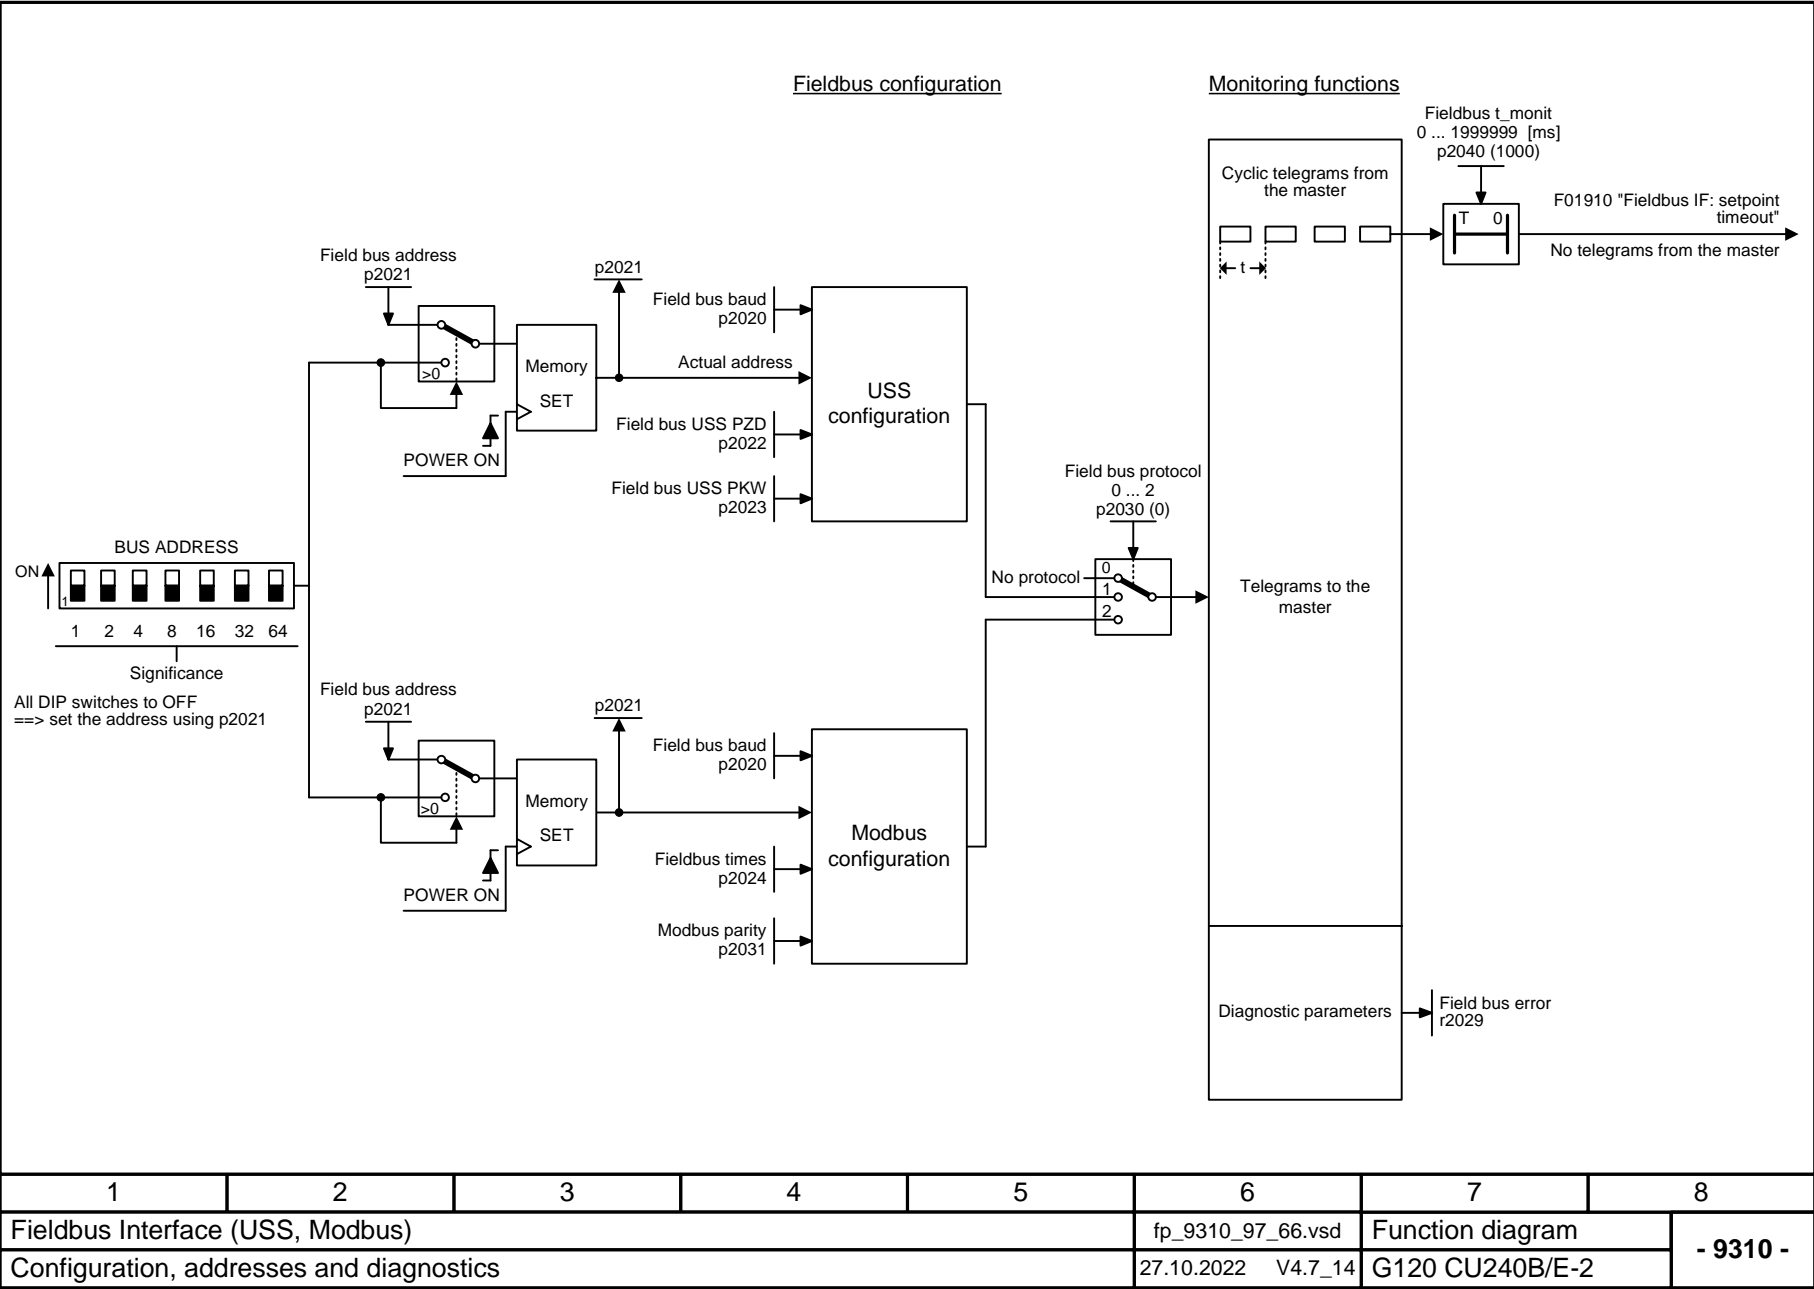 Fieldbus configuration
Monitoring functions
Fieldbus t_monit
0 ... 1999999 [ms]
p2040 (1000)
Cyclic telegrams from
the master
T 0
F01910 "Fieldbus IF: setpoint
timeout"
No telegrams from the master
t
Field bus address
p2021
p2021
>0
Memory
SET
POWER ON
Field bus baud
p2020
Actual address
Field bus USS PZD
p2022
Field bus USS PKW
p2023
USS
configuration
Field bus protocol
0 ... 2
p2030 (0)
No protocol
0
1
2
Telegrams to the
master
BUS ADDRESS
ON
1
1 2 4 8 16 32 64
Significance
All DIP switches to OFF
==> set the address using p2021
Field bus address
p2021
p2021
>0
Memory
SET
POWER ON
Field bus baud
p2020
Fieldbus times
p2024
Modbus parity
p2031
Modbus
configuration
Diagnostic parameters
Field bus error
r2029
1 2 3 4 5 6 7 8
Fieldbus Interface (USS, Modbus)
fp_9310_97_66.vsd
Function diagram
- 9310 -
Configuration, addresses and diagnostics
27.10.2022 V4.7_14
G120 CU240B/E-2